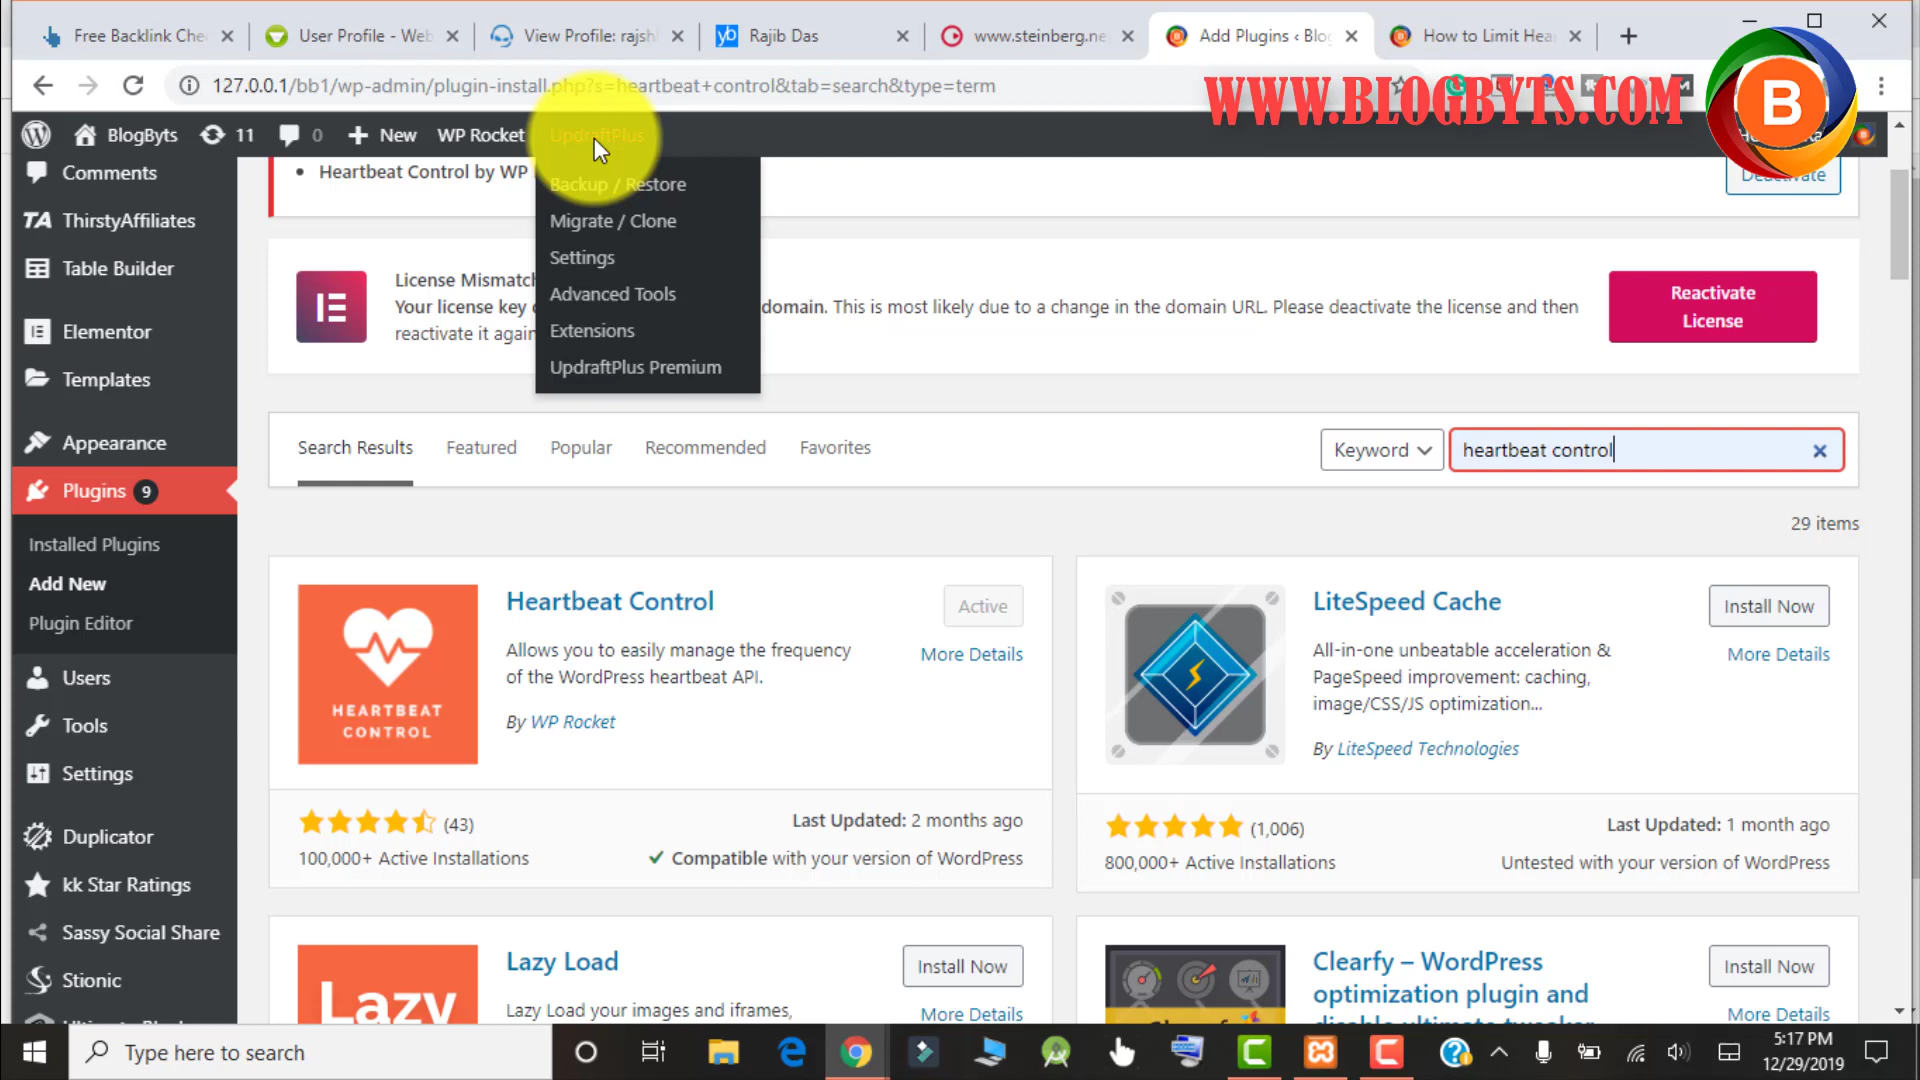 Free Backlink Che
User Profile - Web
View Profile: rajsh
yb Rajib Das
www.steinberg.ne
Add Plugins ‹ Blog
How to Limit Hea
127.0.0.1/bb1/wp-admin/plugin-install.php?s=heartbeat+control&tab=search&type=term
WWW.BLOGBYTS.COM
B
BlogByts
11
0
New
WP Rocket
UpdraftPlus
Backup / Restore
Migrate / Clone
Settings
Advanced Tools
Extensions
UpdraftPlus Premium
Comments
TA ThirstyAffiliates
Table Builder
Elementor
Templates
Appearance
Plugins 9
Installed Plugins
Add New
Plugin Editor
Users
Tools
Settings
Duplicator
kk Star Ratings
Sassy Social Share
Stionic
• Heartbeat Control by WP
Deactivate
License Mismatch
Your license key domain. This is most likely due to a change in the domain URL. Please deactivate the license and then
reactivate it again
Reactivate
License
Search Results
Featured
Popular
Recommended
Favorites
Keyword
heartbeat control
29 items
HEARTBEAT
CONTROL
Heartbeat Control
Active
Allows you to easily manage the frequency
of the WordPress heartbeat API.
More Details
By WP Rocket
(43)
Last Updated: 2 months ago
100,000+ Active Installations
Compatible with your version of WordPress
LiteSpeed Cache
Install Now
All-in-one unbeatable acceleration &
PageSpeed improvement: caching,
image/CSS/JS optimization...
More Details
By LiteSpeed Technologies
(1,006)
Last Updated: 1 month ago
800,000+ Active Installations
Untested with your version of WordPress
Lazy
Lazy Load
Install Now
Lazy Load your images and iframes,
More Details
Clearfy – WordPress
optimization plugin and
disable ultimate tweaker
Install Now
More Details
Type here to search
5:17 PM
12/29/2019